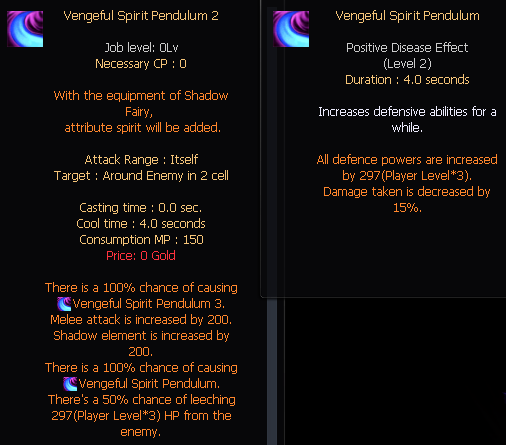 Vengeful Spirit Pendulum 2
Job level: 0Lv
Necessary CP : 0
With the equipment of Shadow
Fairy,
attribute spirit will be added.
Attack Range : Itself
Target : Around Enemy in 2 cell
Casting time : 0.0 sec.
Cool time : 4.0 seconds
Consumption MP : 150
Price: 0 Gold
There is a 100% chance of causing
Vengeful Spirit Pendulum 3.
Melee attack is increased by 200.
Shadow element is increased by
200.
There is a 100% chance of causing
Vengeful Spirit Pendulum.
There's a 50% chance of leeching
297(Player Level*3) HP from the
enemy.
Vengeful Spirit Pendulum
Positive Disease Effect
(Level 2)
Duration : 4.0 seconds
Increases defensive abilities for a
while.
All defence powers are increased
by 297(Player Level*3).
Damage taken is decreased by
15%.